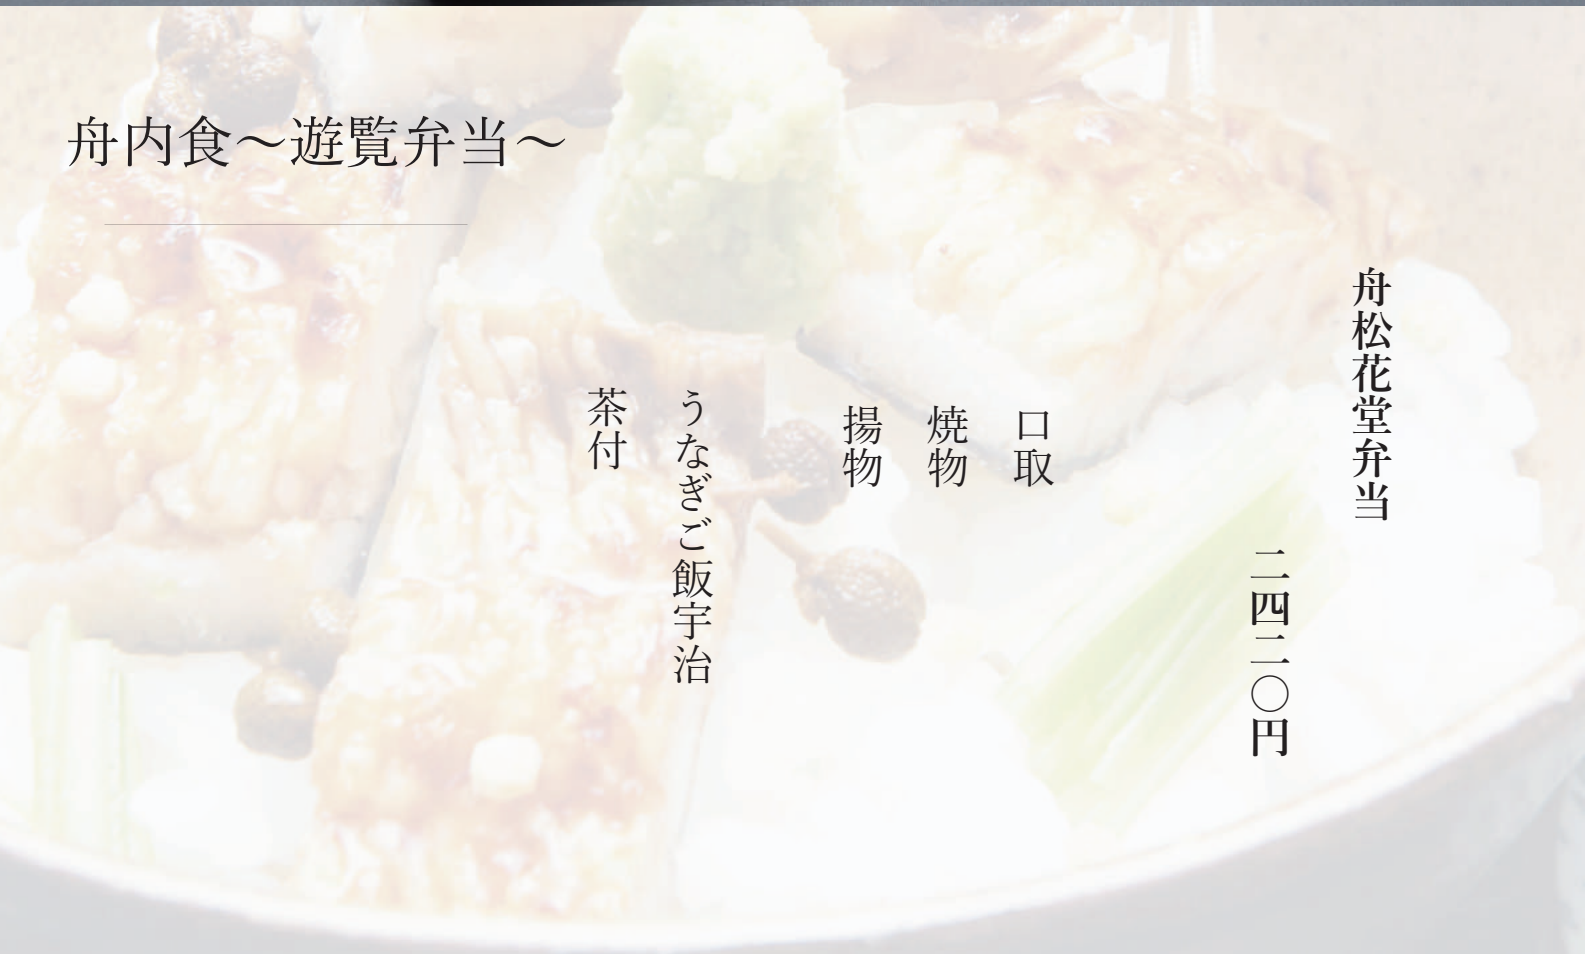 舟内食～遊覧弁当～
舟松花堂弁当
二四二〇円
口取
焼物
揚物
うなぎご飯宇治
茶付